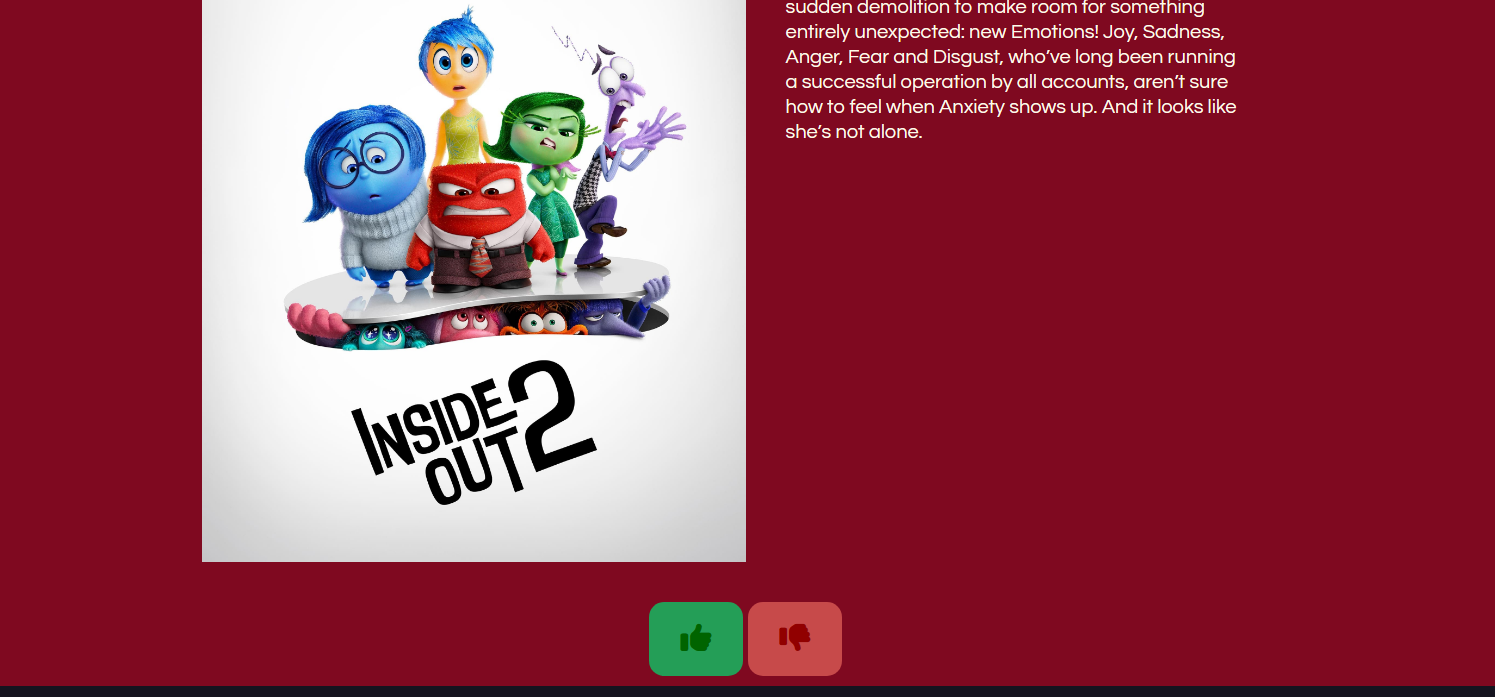 sudden demolition to make room for something
entirely unexpected: new Emotions! Joy, Sadness,
Anger, Fear and Disgust, who’ve long been running
a successful operation by all accounts, aren’t sure
how to feel when Anxiety shows up. And it looks like
she’s not alone.
INSIDE
OUT 2